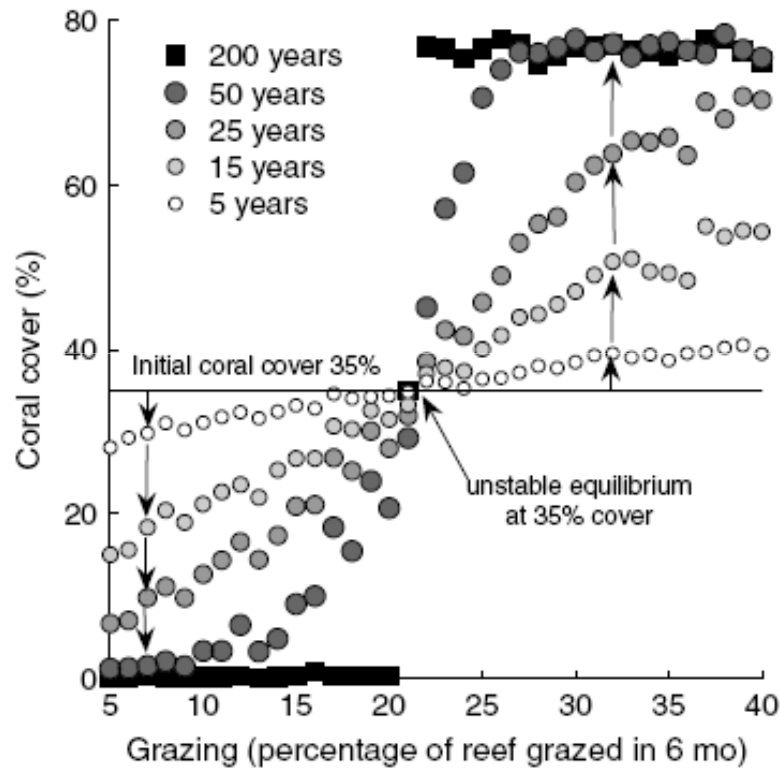 80
200 years
50 years
25 years
15 years
5 years
60
Coral cover (%)
40
Initial coral cover 35%
unstable equilibrium
at 35% cover
20
0
5 10 15 20 25 30 35 40
Grazing (percentage of reef grazed in 6 mo)